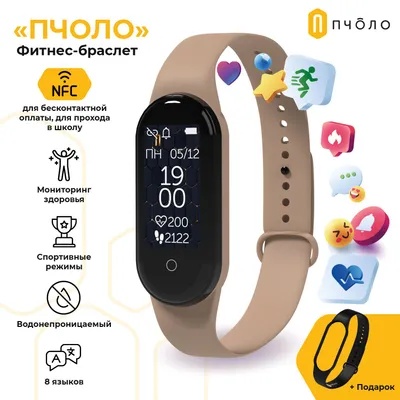 «ПЧОЛО»
Фитнес-браслет
ПЧОЛО
NFC
для бесконтактной
оплаты, для прохода
в школу
Мониторинг
здоровья
Спортивные
режимы
Водонепроницаемый
8 языков
ПН 05/12
19
00
200
2122
+ Подарок